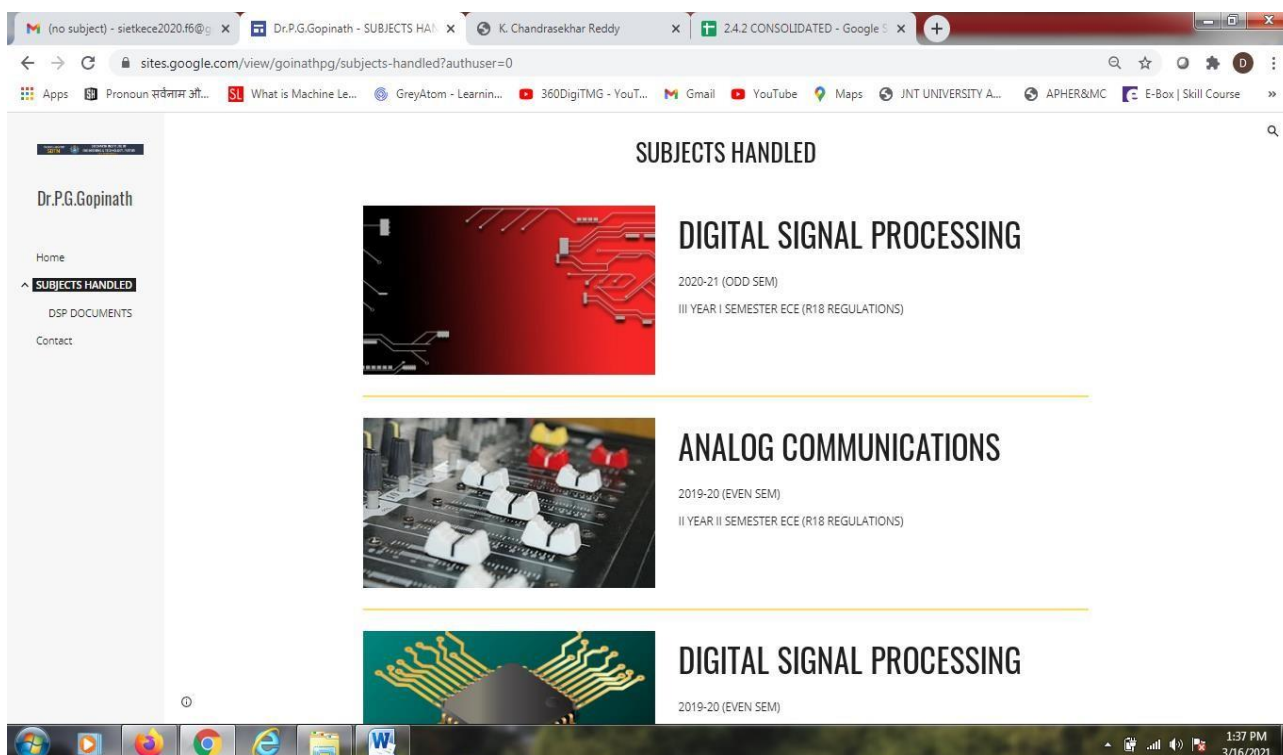 (no subject) - sietkece2020.f6@g
Dr.P.G.Gopinath - SUBJECTS HAN
K. Chandrasekhar Reddy
2.4.2 CONSOLIDATED - Google S
sites.google.com/view/goinathpg/subjects-handled?authuser=0
D
Apps
Pronoun सर्वनाम औ...
SL What is Machine Le...
GreyAtom - Learnin...
360DigiTMG - YouT...
Gmail
YouTube
Maps
JNT UNIVERSITY A...
APHER&MC
E-Box | Skill Course
»
Dr.P.G.Gopinath
Home
SUBJECTS HANDLED
DSP DOCUMENTS
Contact
SUBJECTS HANDLED
DIGITAL SIGNAL PROCESSING
2020-21 (ODD SEM)
III YEAR I SEMESTER ECE (R18 REGULATIONS)
ANALOG COMMUNICATIONS
2019-20 (EVEN SEM)
II YEAR II SEMESTER ECE (R18 REGULATIONS)
DIGITAL SIGNAL PROCESSING
2019-20 (EVEN SEM)
1:37 PM
3/16/2021